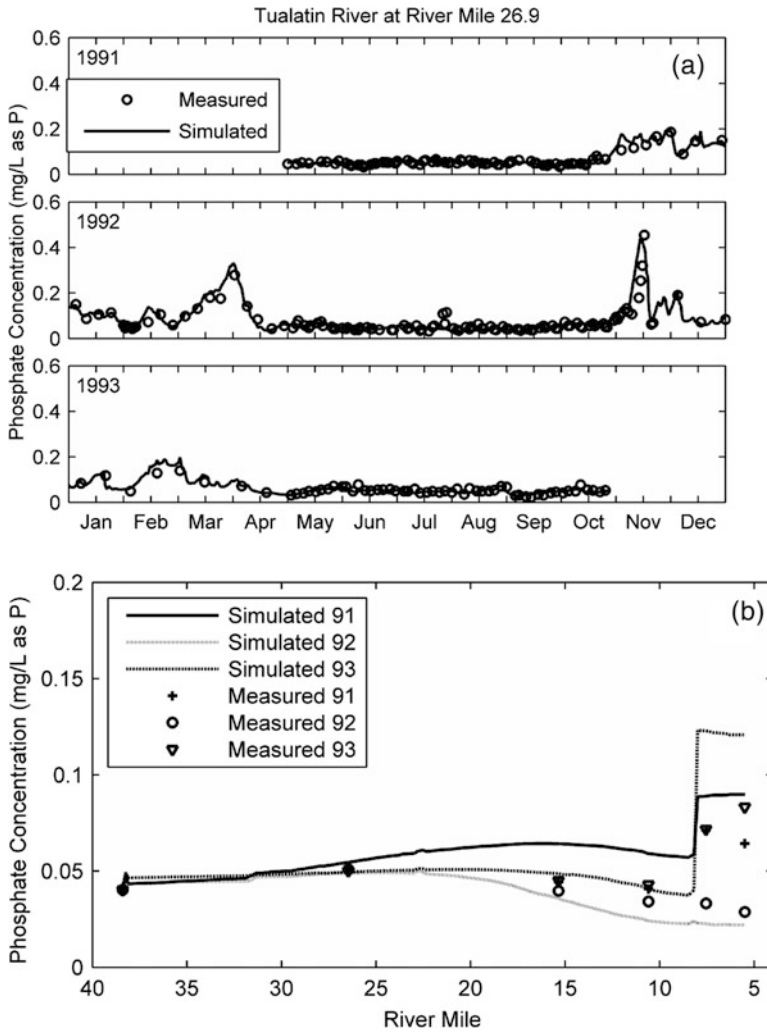 Tualatin River at River Mile 26.9
Phosphate Concentration (mg/L as P)
0.6
0.4
0.2
0
1991
(a)
Measured
Simulated
0.6
0.4
0.2
0
1992
0.6
0.4
0.2
0
1993
Jan Feb Mar Apr May Jun Jul Aug Sep Oct Nov Dec
Phosphate Concentration (mg/L as P)
0.2
0.15
0.1
0.05
0
(b)
Simulated 91
Simulated 92
Simulated 93
Measured 91
Measured 92
Measured 93
40 35 30 25 20 15 10 5
River Mile